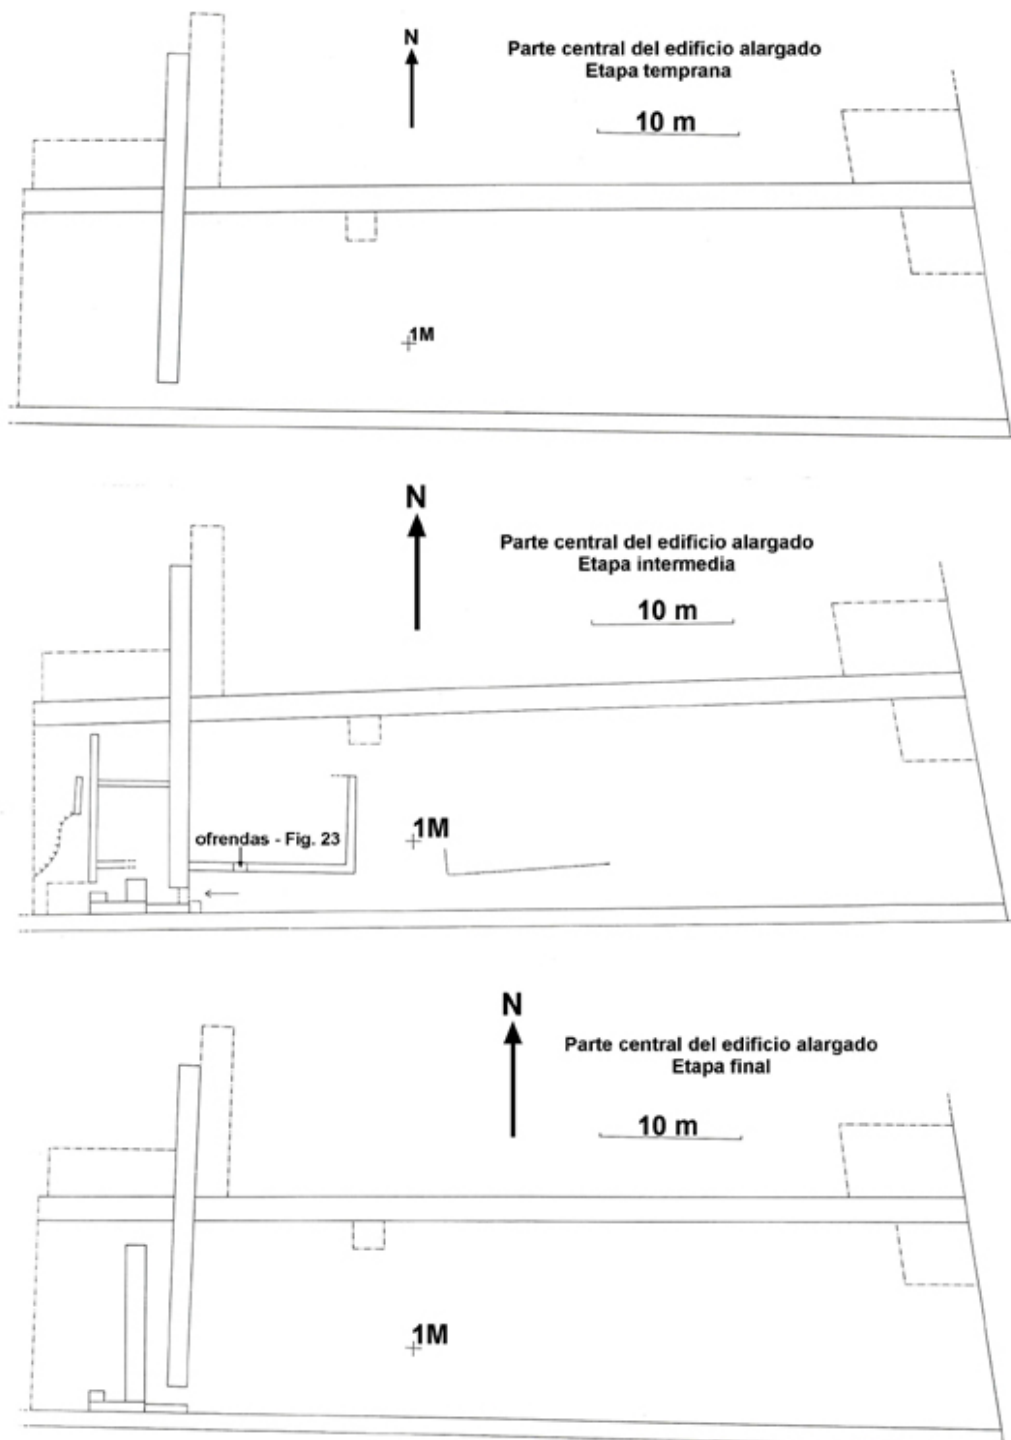 N
Parte central del edificio alargado
Etapa temprana
10 m
1M
N
Parte central del edificio alargado
Etapa intermedia
10 m
ofrendas - Fig. 23
1M
N
Parte central del edificio alargado
Etapa final
10 m
1M